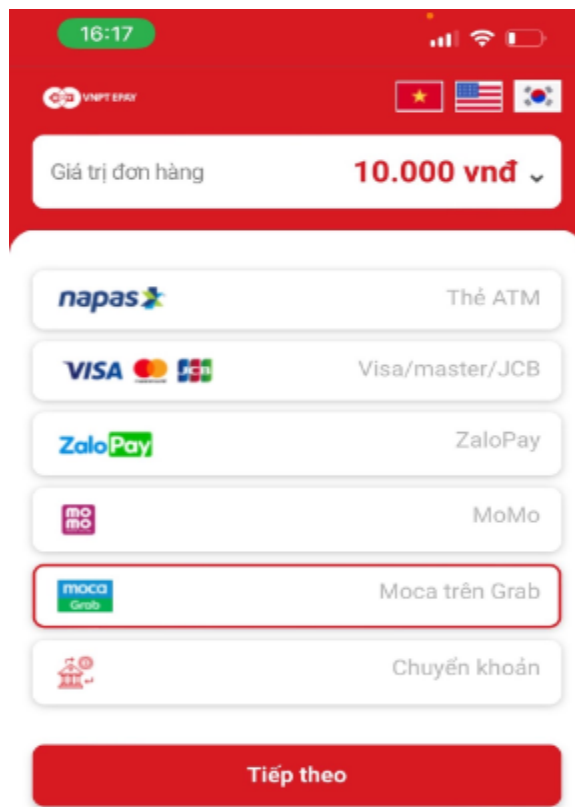 16:17
VNPT EPAY
Giá trị đơn hàng 10.000 vnđ
napas Thẻ ATM
VISA JCB Visa/master/JCB
ZaloPay ZaloPay
mo mo MoMo
moca Grab Moca trên Grab
Chuyển khoản
Tiếp theo